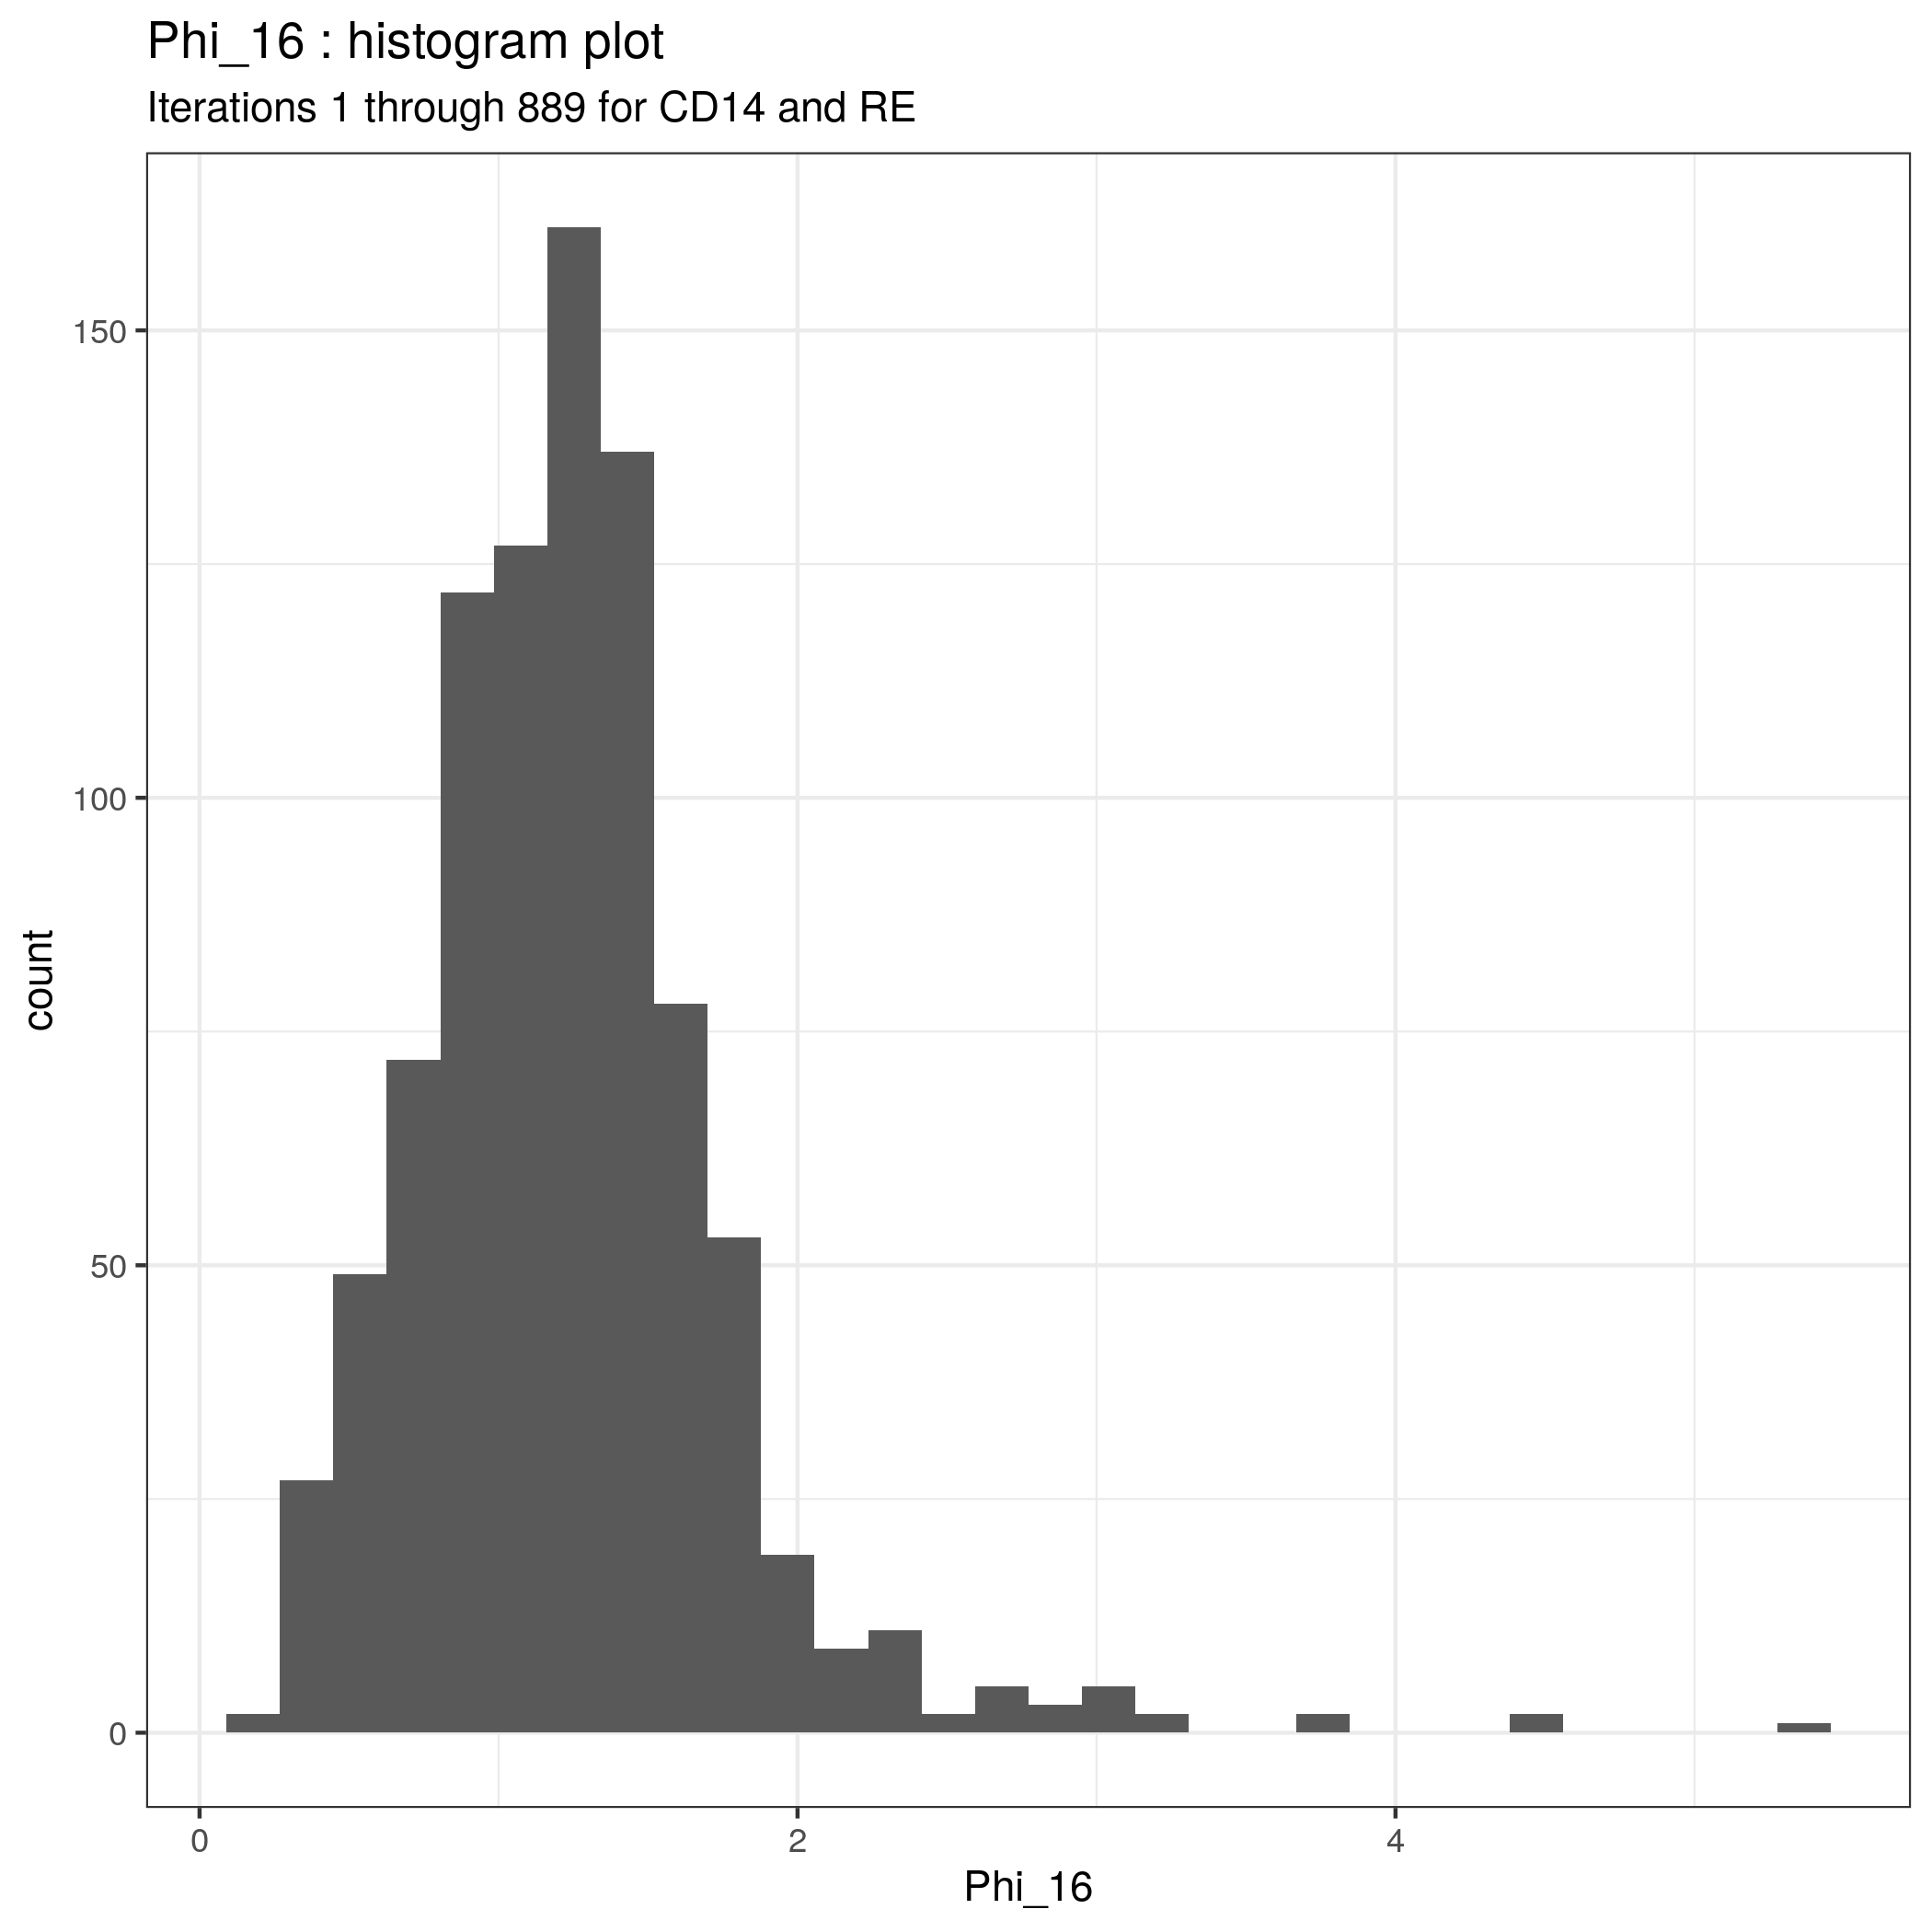 Phi_16 : histogram plot
Iterations 1 through 889 for CD14 and RE
150
100
50
0
count
0 2 4
Phi_16